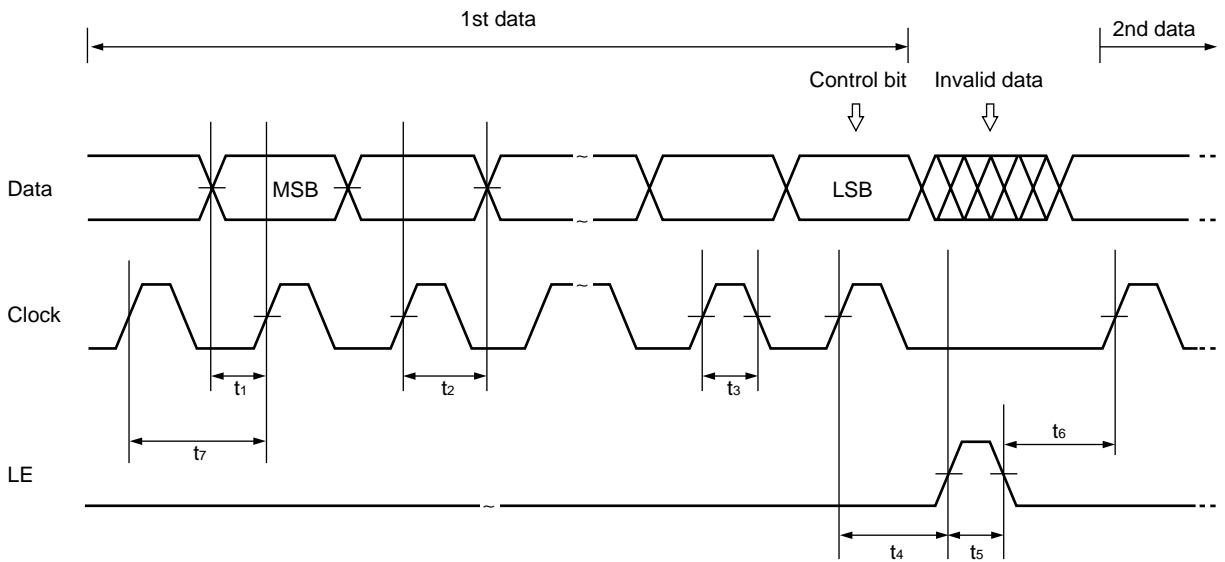 1st data
2nd data
Control bit
Invalid data
Data
MSB
LSB
Clock
t1
t2
t3
t7
t6
LE
t4
t5